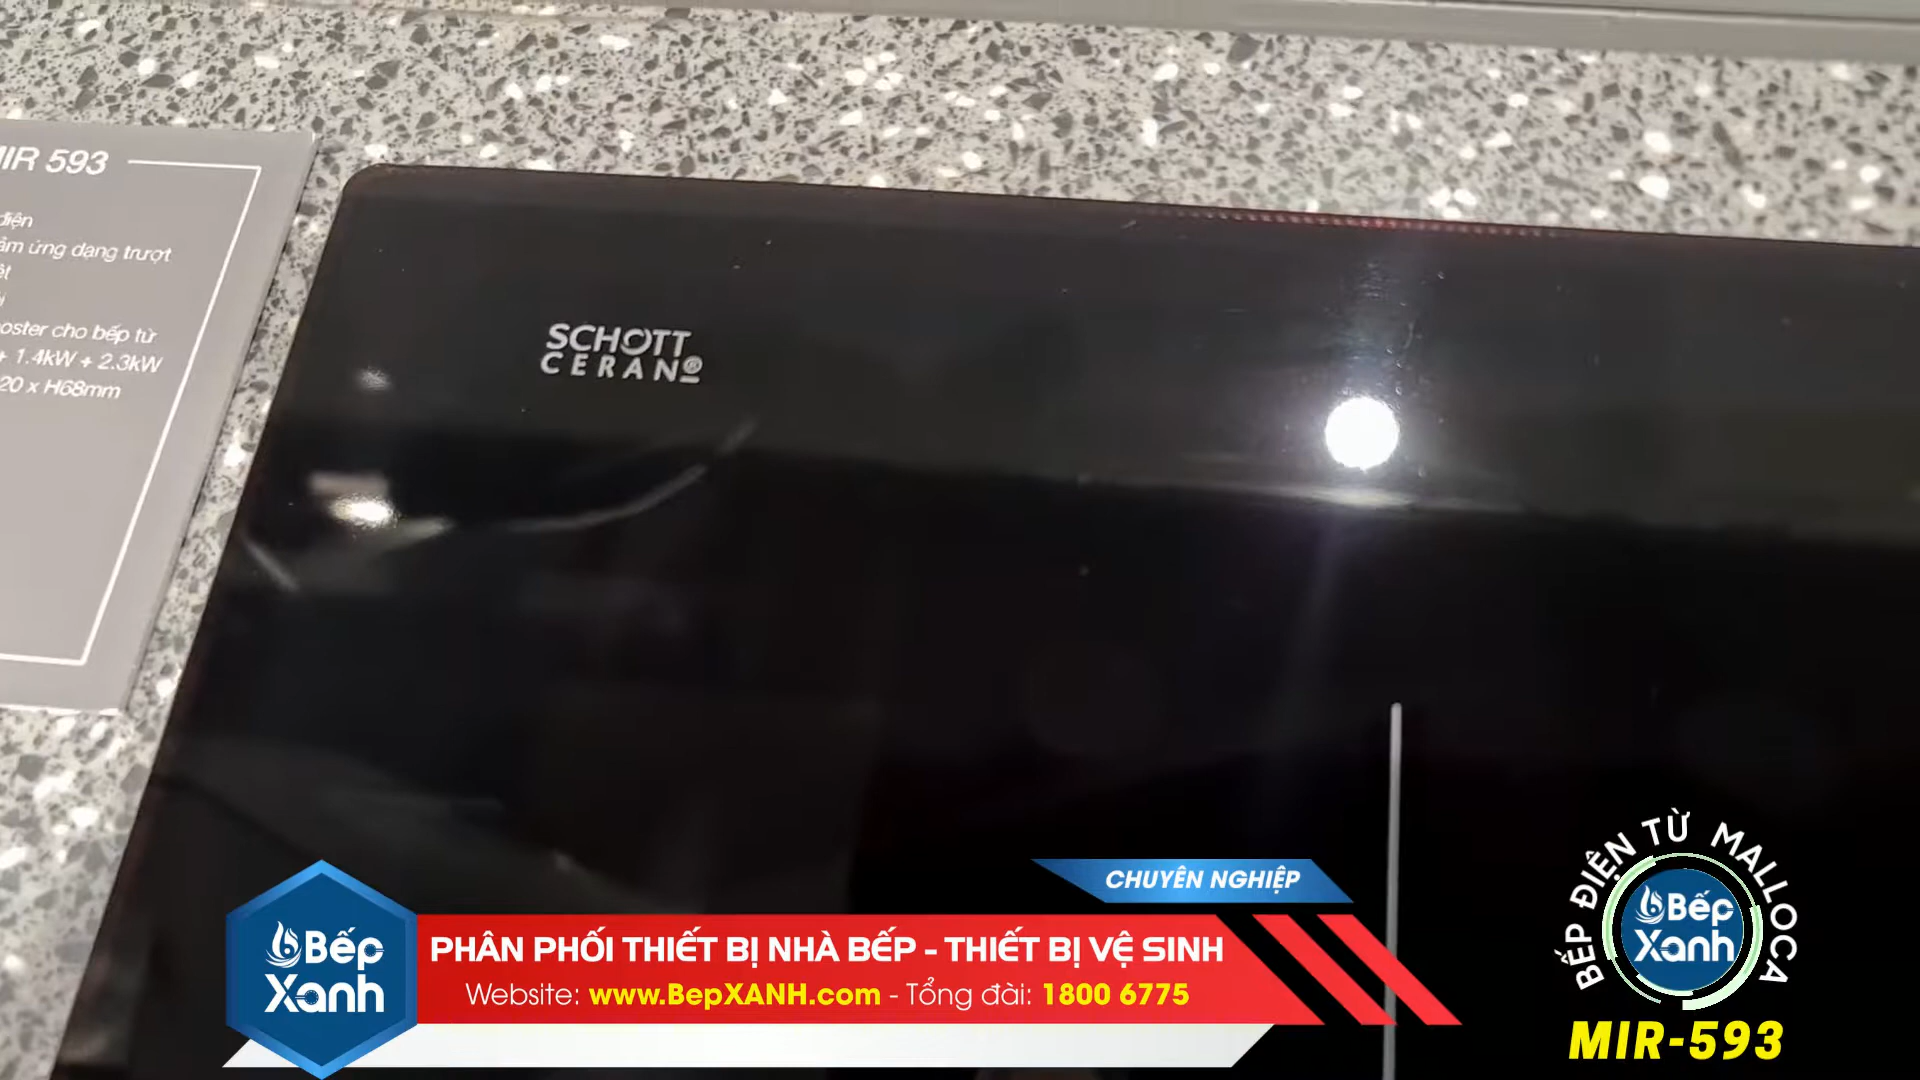 MIR 593
điện
ảm ứng dạng trượt
oster cho bếp từ
+ 1.4kW + 2.3kW
20 x H68mm
SCHOTT
CERAN®
CHUYÊN NGHIỆP
Bếp
Xanh
PHÂN PHỐI THIẾT BỊ NHÀ BẾP - THIẾT BỊ VỆ SINH
Website: www.BepXANH.com - Tổng đài: 1800 6775
BẾP ĐIỆN TỪ MALLOCA
Bếp
Xanh
MIR-593